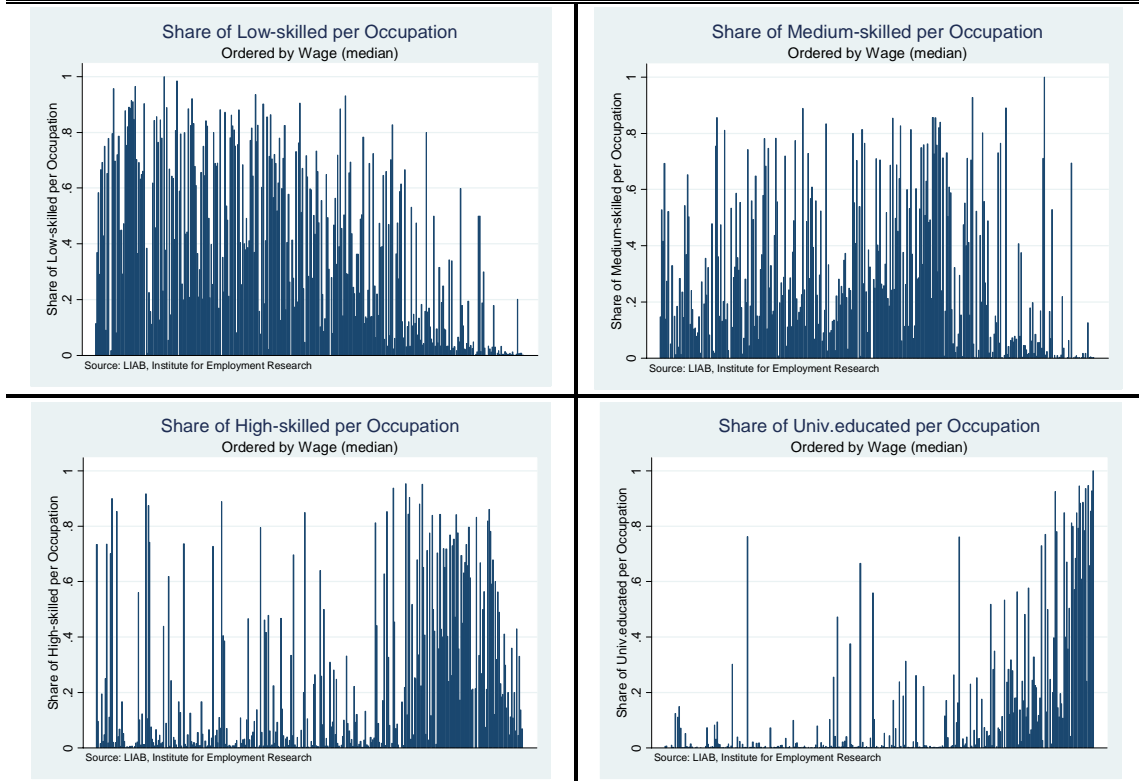 Share of Low-skilled per Occupation
Ordered by Wage (median)
Share of Low-skilled per Occupation
1
.8
.6
.4
.2
0
Source: LIAB, Institute for Employment Research
Share of Medium-skilled per Occupation
Ordered by Wage (median)
Share of Medium-skilled per Occupation
1
.8
.6
.4
.2
0
Source: LIAB, Institute for Employment Research
Share of High-skilled per Occupation
Ordered by Wage (median)
Share of High-skilled per Occupation
1
.8
.6
.4
.2
0
Source: LIAB, Institute for Employment Research
Share of Univ.educated per Occupation
Ordered by Wage (median)
Share of Univ.educated per Occupation
1
.8
.6
.4
.2
0
Source: LIAB, Institute for Employment Research